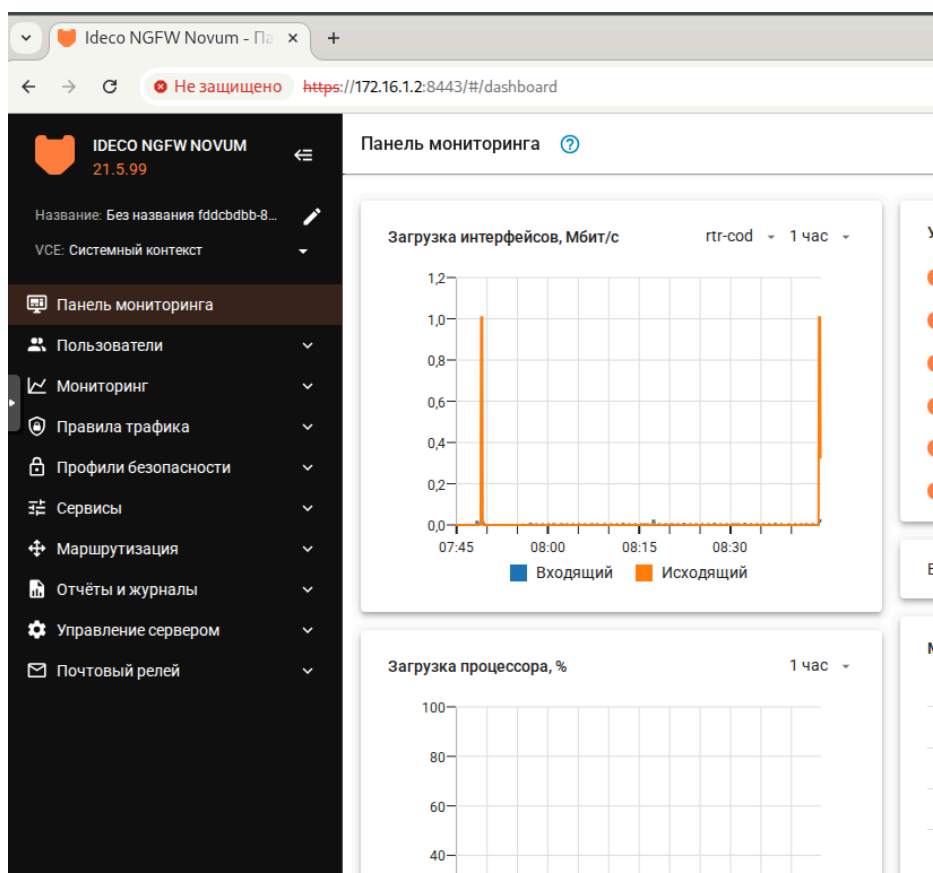 Ideco NGFW Novum - Па
Не защищено https://172.16.1.2:8443/#/dashboard
IDECO NGFW NOVUM
21.5.99
Название: Без названия fddcbdbb-8...
VCE: Системный контекст
Панель мониторинга
Пользователи
Мониторинг
Правила трафика
Профили безопасности
Сервисы
Маршрутизация
Отчёты и журналы
Управление сервером
Почтовый релей
Панель мониторинга
Загрузка интерфейсов, Мбит/с rtr-cod 1 час
1,2
1,0
0,8
0,6
0,4
0,2
0,0
07:45 08:00 08:15 08:30
Входящий Исходящий
Загрузка процессора, % 1 час
100
80
60
40